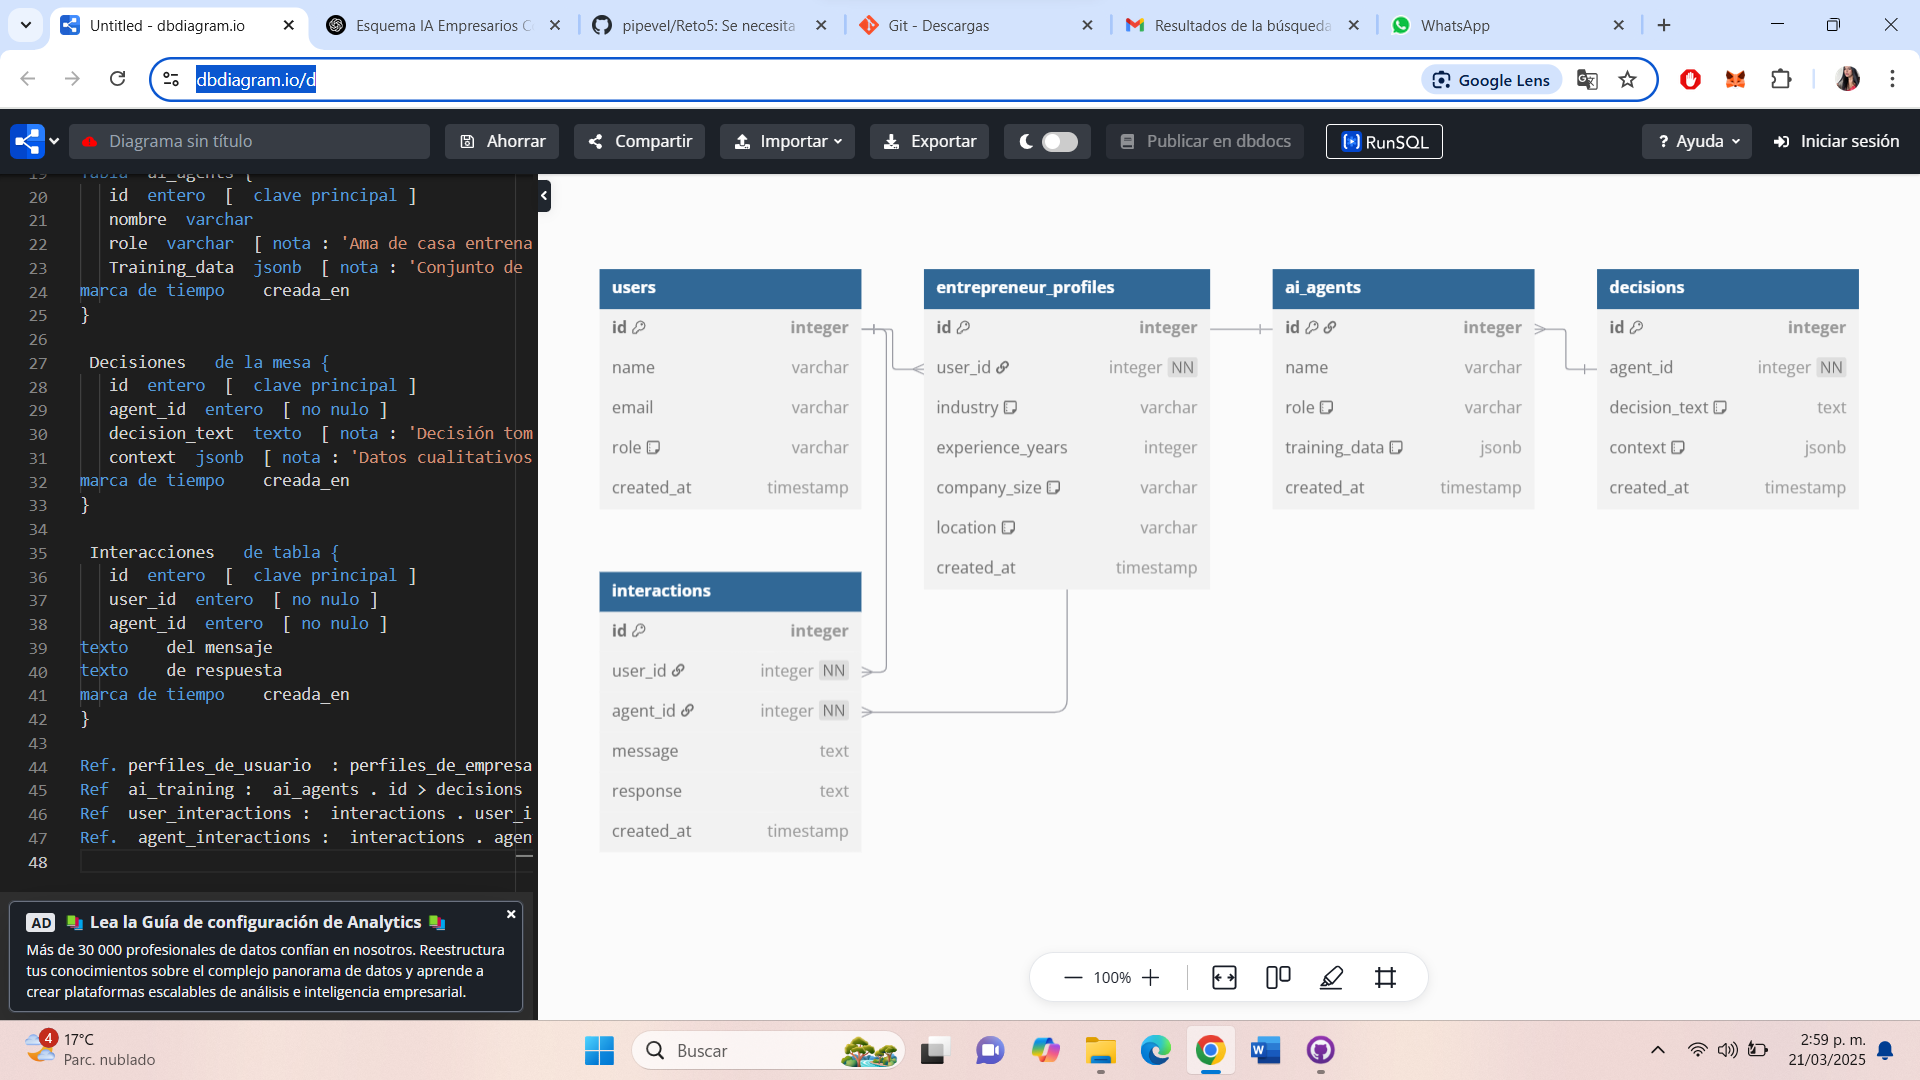 Untitled - dbdiagram.io
Esquema IA Empresarios C
pipevel/Reto5: Se necesita
Git - Descargas
Resultados de la búsqueda
WhatsApp
dbdiagram.io/d
Google Lens
Diagrama sin título
Ahorrar
Compartir
Importar
Exportar
Publicar en dbdocs
RunSQL
? Ayuda
Iniciar sesión
19 Tabla ai_agents {
20 id entero [ clave principal ]
21 nombre varchar
22 role varchar [ nota : 'Ama de casa entrena
23 Training_data jsonb [ nota : 'Conjunto de
24 marca de tiempo creada_en
25 }
26
27 Decisiones de la mesa {
28 id entero [ clave principal ]
29 agent_id entero [ no nulo ]
30 decision_text texto [ nota : 'Decisión tom
31 context jsonb [ nota : 'Datos cualitativos
32 marca de tiempo creada_en
33 }
34
35 Interacciones de tabla {
36 id entero [ clave principal ]
37 user_id entero [ no nulo ]
38 agent_id entero [ no nulo ]
39 texto del mensaje
40 texto de respuesta
41 marca de tiempo creada_en
42 }
43
44 Ref. perfiles_de_usuario : perfiles_de_empresa
45 Ref ai_training : ai_agents . id > decisions
46 Ref user_interactions : interactions . user_i
47 Ref. agent_interactions : interactions . agen
48
AD Lea la Guía de configuración de Analytics
Más de 30 000 profesionales de datos confían en nosotros. Reestructura
tus conocimientos sobre el complejo panorama de datos y aprende a
crear plataformas escalables de análisis e inteligencia empresarial.
users
id integer
name varchar
email varchar
role varchar
created_at timestamp
entrepreneur_profiles
id integer
user_id integer NN
industry varchar
experience_years integer
company_size varchar
location varchar
created_at timestamp
ai_agents
id integer
name varchar
role varchar
training_data jsonb
created_at timestamp
decisions
id integer
agent_id integer NN
decision_text text
context jsonb
created_at timestamp
interactions
id integer
user_id integer NN
agent_id integer NN
message text
response text
created_at timestamp
100%
4
17°C
Parc. nublado
Buscar
2:59 p. m.
21/03/2025